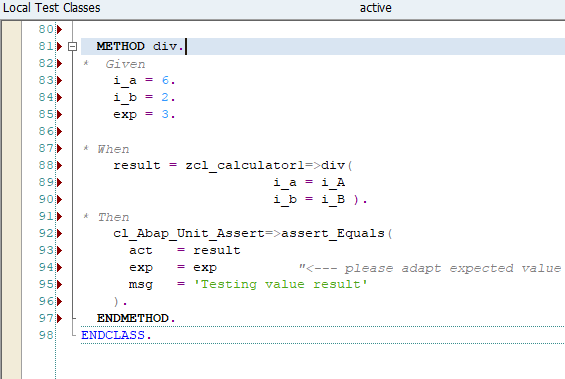 Local Test Classes active
80
81 METHOD div.
82 * Given
83 i_a = 6.
84 i_b = 2.
85 exp = 3.
86
87 * When
88 result = zcl_calculator1=>div(
89 i_a = i_A
90 i_b = i_B ).
91 * Then
92 cl_Abap_Unit_Assert=>assert_Equals(
93 act = result
94 exp = exp "<--- please adapt expected value
95 msg = 'Testing value result'
96 ).
97 ENDMETHOD.
98 ENDCLASS.